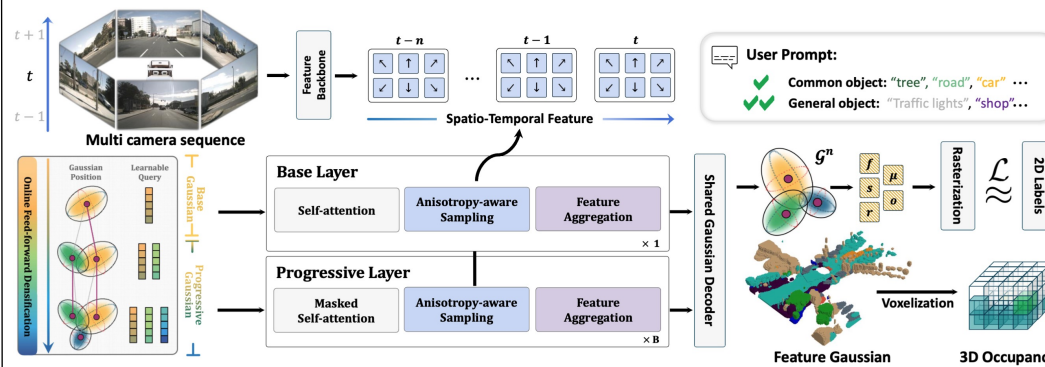 t + 1
t
t − 1
Multi camera sequence
Feature
Backbone
t − n
...
t − 1
t
Spatio-Temporal Feature
User Prompt:
Common object: “tree”, “road”, “car” ...
General object: “Traffic lights”, “shop”...
Online Feed-forward Densification
Gaussian
Position
Learnable
Query
Base
Gaussian
Progressive
Gaussian
Base Layer
Self-attention
Anisotropy-aware
Sampling
Feature
Aggregation
× 1
Progressive Layer
Masked
Self-attention
Anisotropy-aware
Sampling
Feature
Aggregation
× B
Shared Gaussian Decoder
𝒢ⁿ
f
μ
s
o
r
Rasterization
ℒ
≈
2D Labels
Feature Gaussian
Voxelization
3D Occupanc